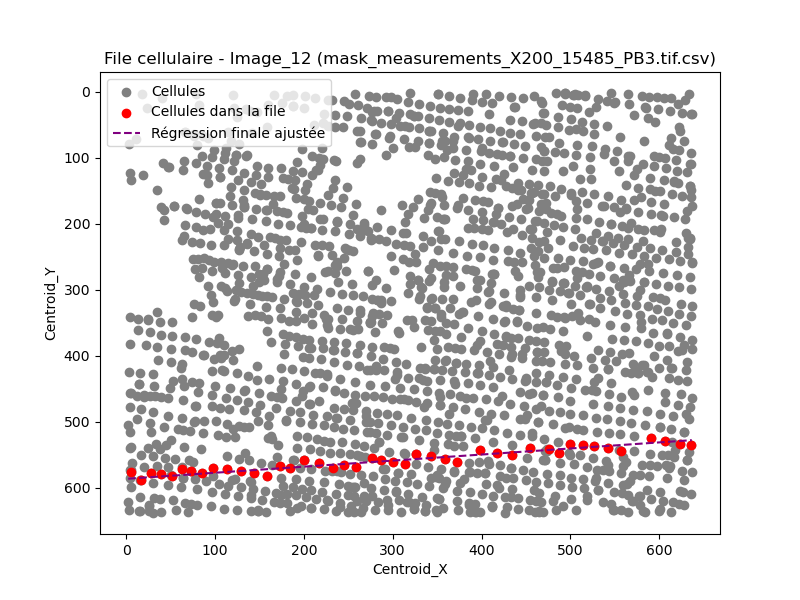 File cellulaire - Image_12 (mask_measurements_X200_15485_PB3.tif.csv)
Cellules
Cellules dans la file
Régression finale ajustée
0
100
200
300
400
500
600
Centroid_Y
0 100 200 300 400 500 600
Centroid_X